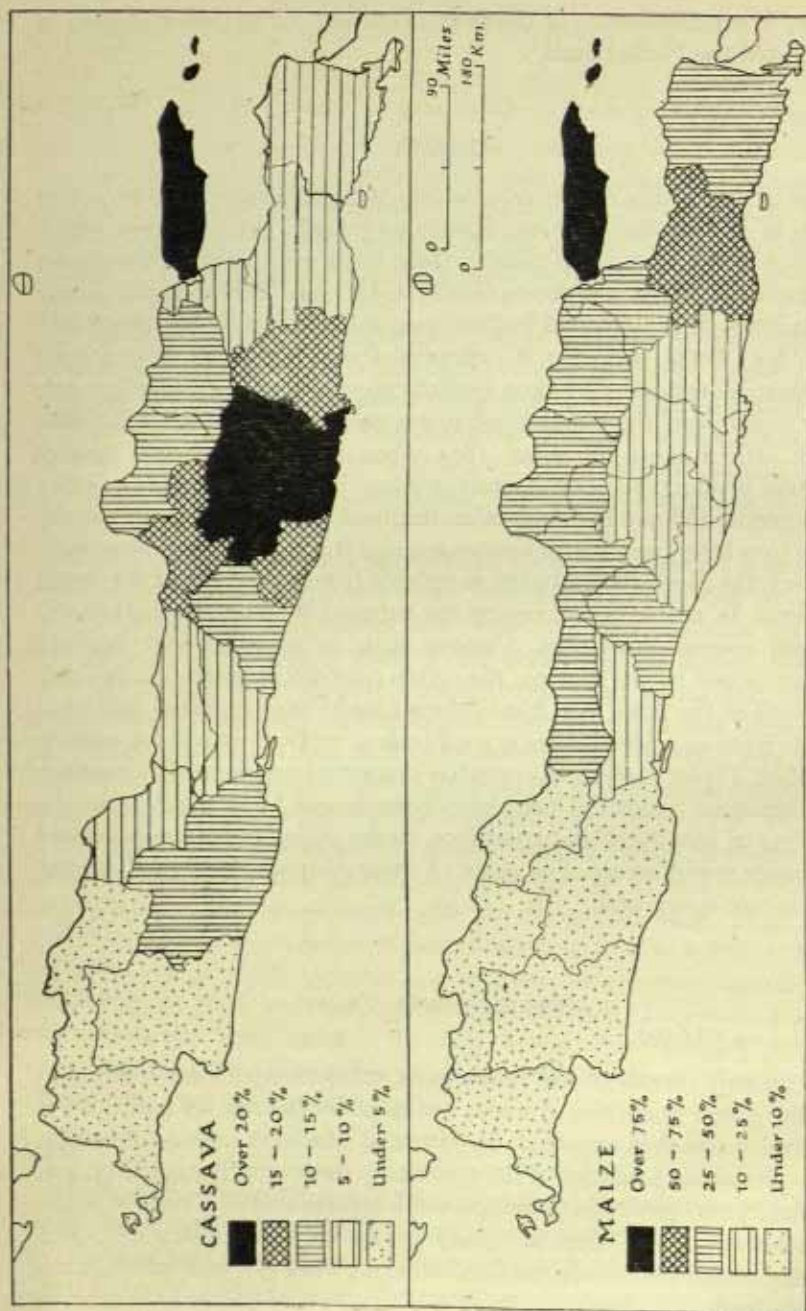 CASSAVA
Over 20%
15 – 20%
10 – 15%
5 – 10%
Under 5%
0 90
Miles
0 180
Km.
MAIZE
Over 75%
50 – 75%
25 – 50%
10 – 25%
Under 10%